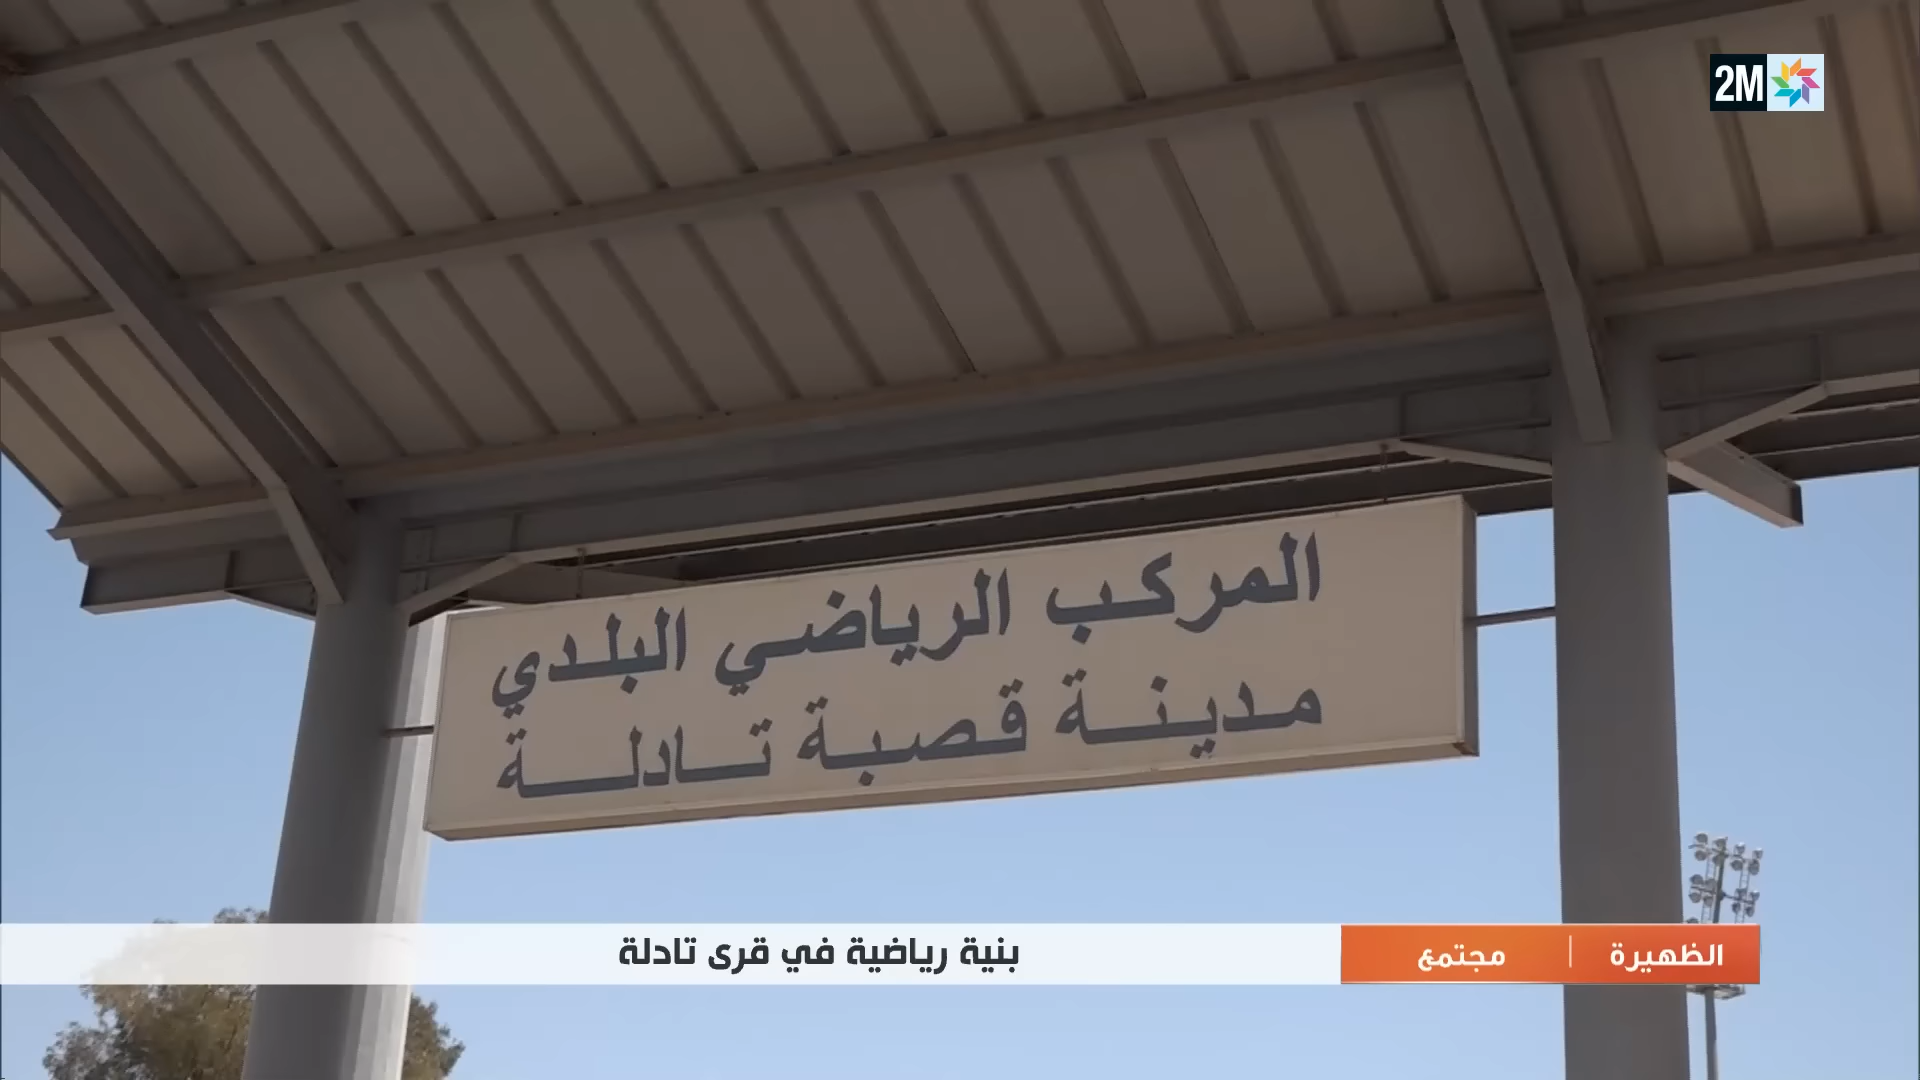 2M
المركب الرياضي البلدي
مدينة قصبة تادلة
الظهيرة | مجتمع
بنية رياضية في قرى تادلة